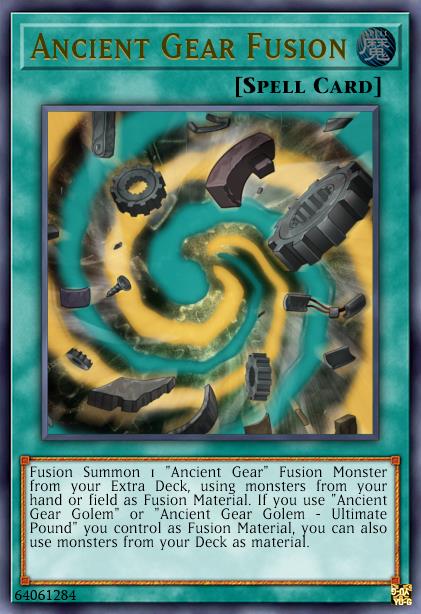 ANCIENT GEAR FUSION
[SPELL CARD]
Fusion Summon 1 "Ancient Gear" Fusion Monster
from your Extra Deck, using monsters from your
hand or field as Fusion Material. If you use "Ancient
Gear Golem" or "Ancient Gear Golem - Ultimate
Pound" you control as Fusion Material, you can also
use monsters from your Deck as material.
64061284